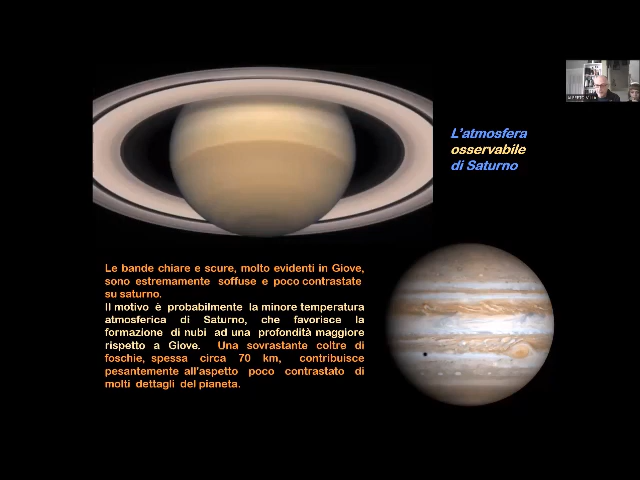 L'atmosfera
osservabile
di Saturno
Le bande chiare e scure, molto evidenti in Giove,
sono estremamente soffuse e poco contrastate
su saturno.
Il motivo è probabilmente la minore temperatura
atmosferica di Saturno, che favorisce la
formazione di nubi ad una profondità maggiore
rispetto a Giove. Una sovrastante coltre di
foschie, spessa circa 70 km, contribuisce
pesantemente all'aspetto poco contrastato di
molti dettagli del pianeta.